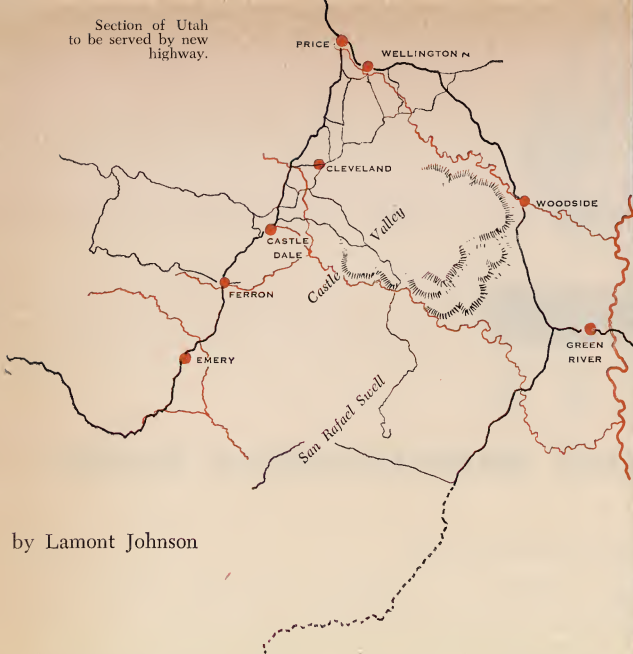 Section of Utah
to be served by new
highway.
PRICE
WELLINGTON
CLEVELAND
WOODSIDE
Valley
CASTLE
DALE
Castle
FERRON
GREEN
RIVER
EMERY
San Rafael Swell
by Lamont Johnson